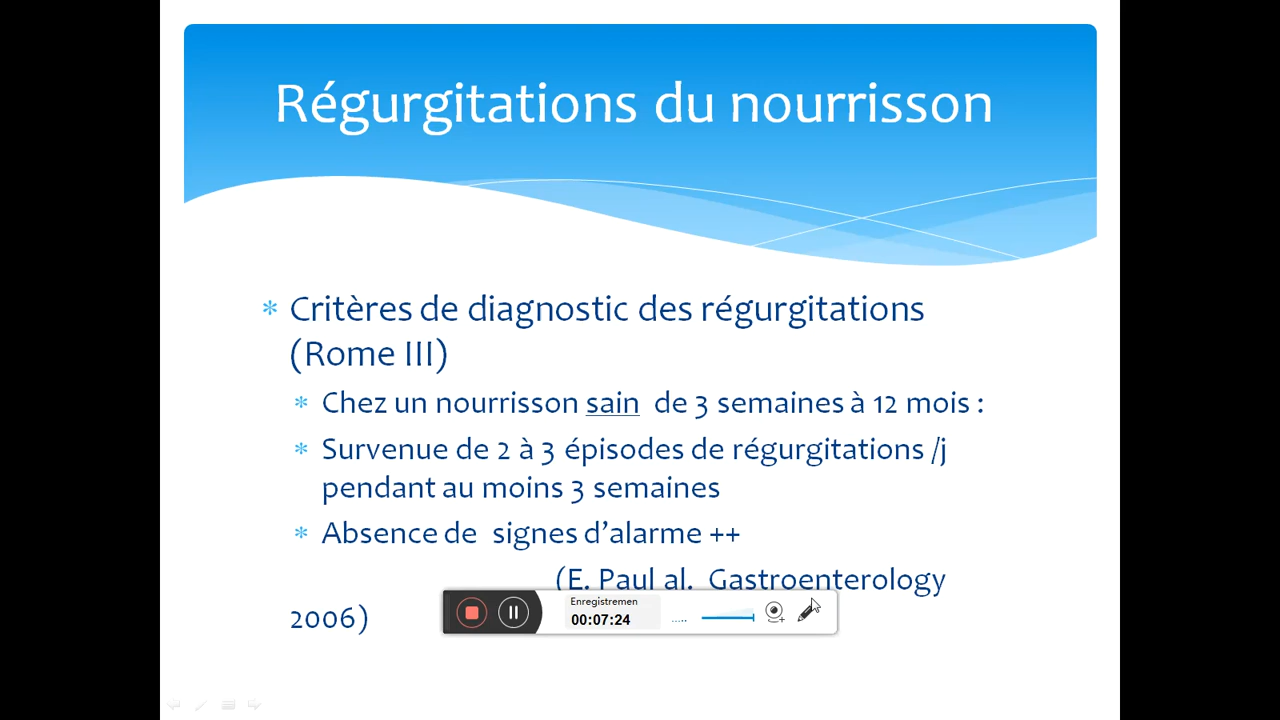 Régurgitations du nourrisson
* Critères de diagnostic des régurgitations
(Rome III)
* Chez un nourrisson sain de 3 semaines à 12 mois :
* Survenue de 2 à 3 épisodes de régurgitations /j
pendant au moins 3 semaines
* Absence de signes d’alarme ++
(E. Paul al. Gastroenterology
2006)
Enregistremen
00:07:24